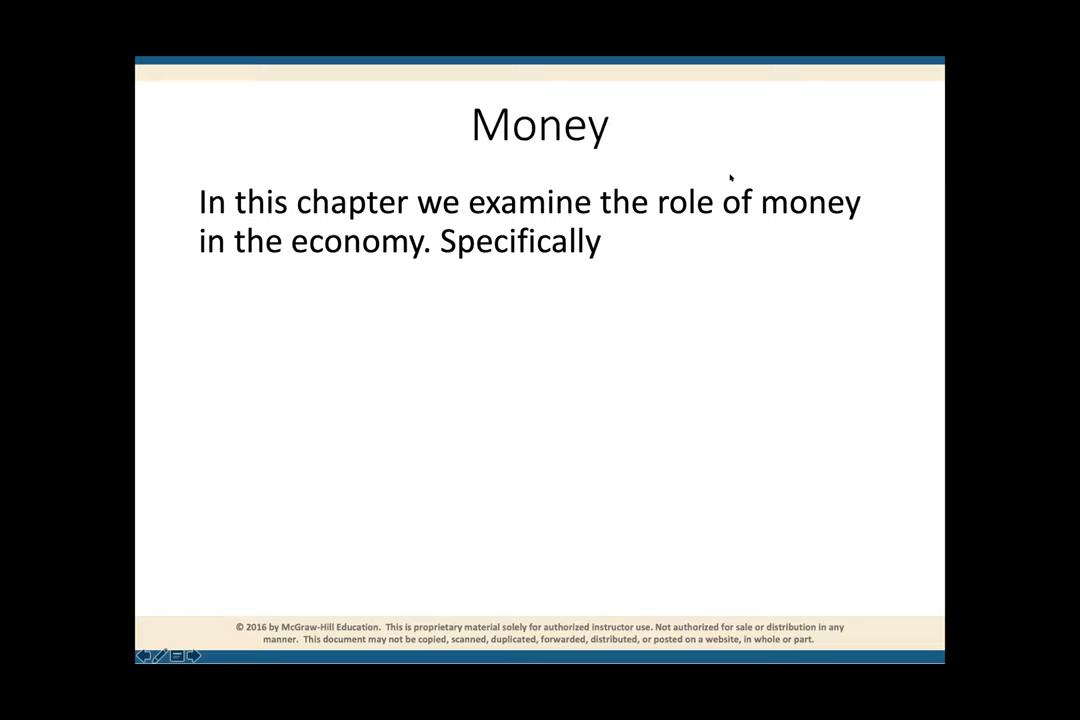 Money
In this chapter we examine the role of money
in the economy. Specifically
© 2016 by McGraw-Hill Education. This is proprietary material solely for authorized instructor use. Not authorized for sale or distribution in any
manner. This document may not be copied, scanned, duplicated, forwarded, distributed, or posted on a website, in whole or part.